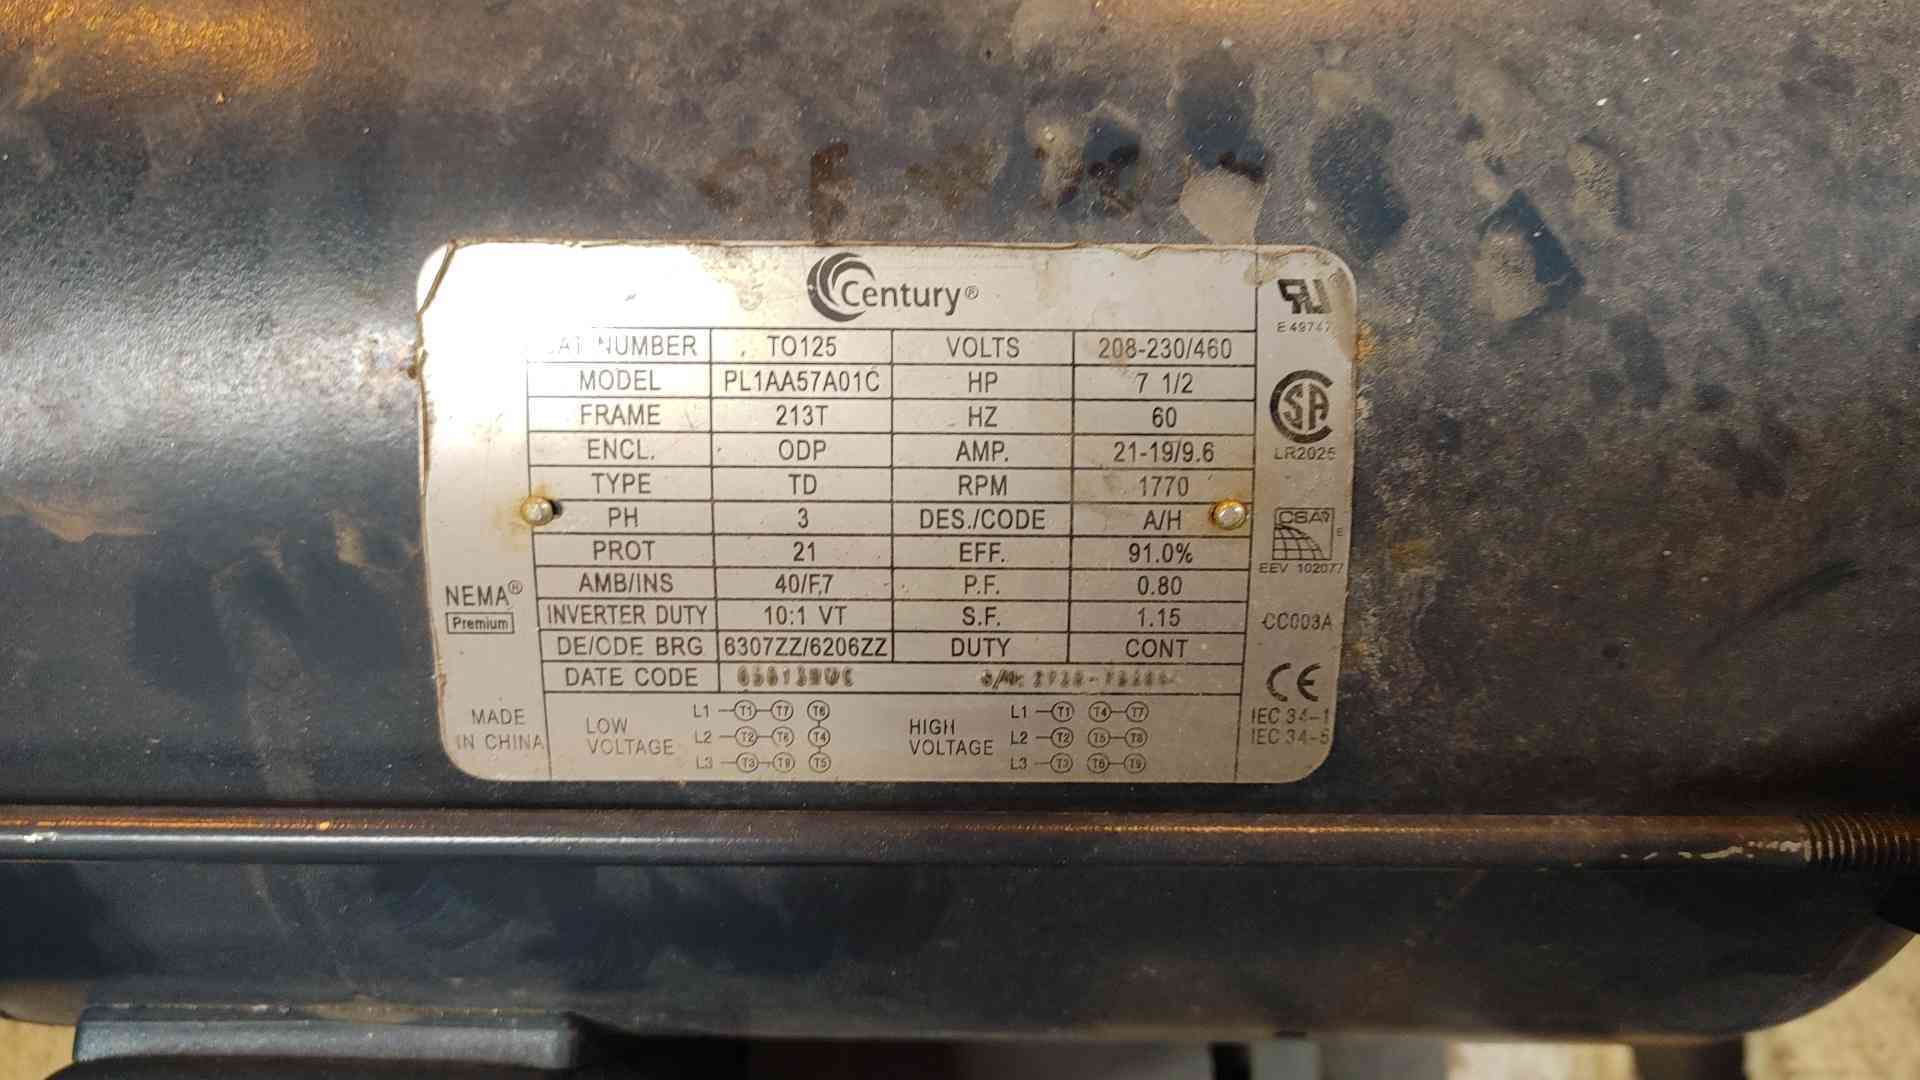 Century®
NUMBER TO125 VOLTS 208-230/460
MODEL PL1AA57A01C HP 7 1/2
FRAME 213T HZ 60
ENCL. ODP AMP. 21-19/9.6
TYPE TD RPM 1770
PH 3 DES./CODE A/H
PROT 21 EFF. 91.0%
AMB/INS 40/F7 P.F. 0.80
INVERTER DUTY 10:1 VT S.F. 1.15
DE/ODE BRG 6307ZZ/6206ZZ DUTY CONT
DATE CODE
LOW VOLTAGE
L1 T1 T7 T6
L2 T2 T8 T4
L3 T3 T9 T5
HIGH VOLTAGE
L1 T1 T4 T7
L2 T2 T5 T8
L3 T3 T6 T9
NEMA®
Premium
MADE
IN CHINA
LR2025
CSA
E
EEV 102077
CC003A
CE
IEC 34-1
IEC 34-5